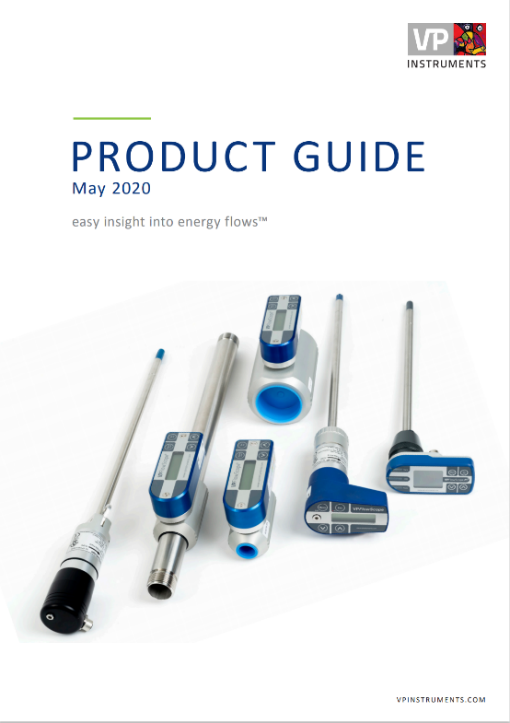 VP
INSTRUMENTS
PRODUCT GUIDE
May 2020
easy insight into energy flows™
VPINSTRUMENTS.COM